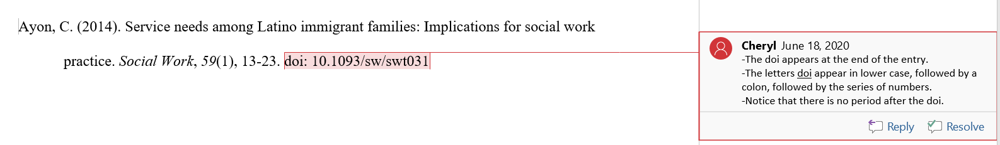 Ayon, C. (2014). Service needs among Latino immigrant families: Implications for social work
practice. Social Work, 59(1), 13-23. doi: 10.1093/sw/swt031
Cheryl June 18, 2020
-The doi appears at the end of the entry.
-The letters doi appear in lower case, followed by a
colon, followed by the series of numbers.
-Notice that there is no period after the doi.
Reply Resolve